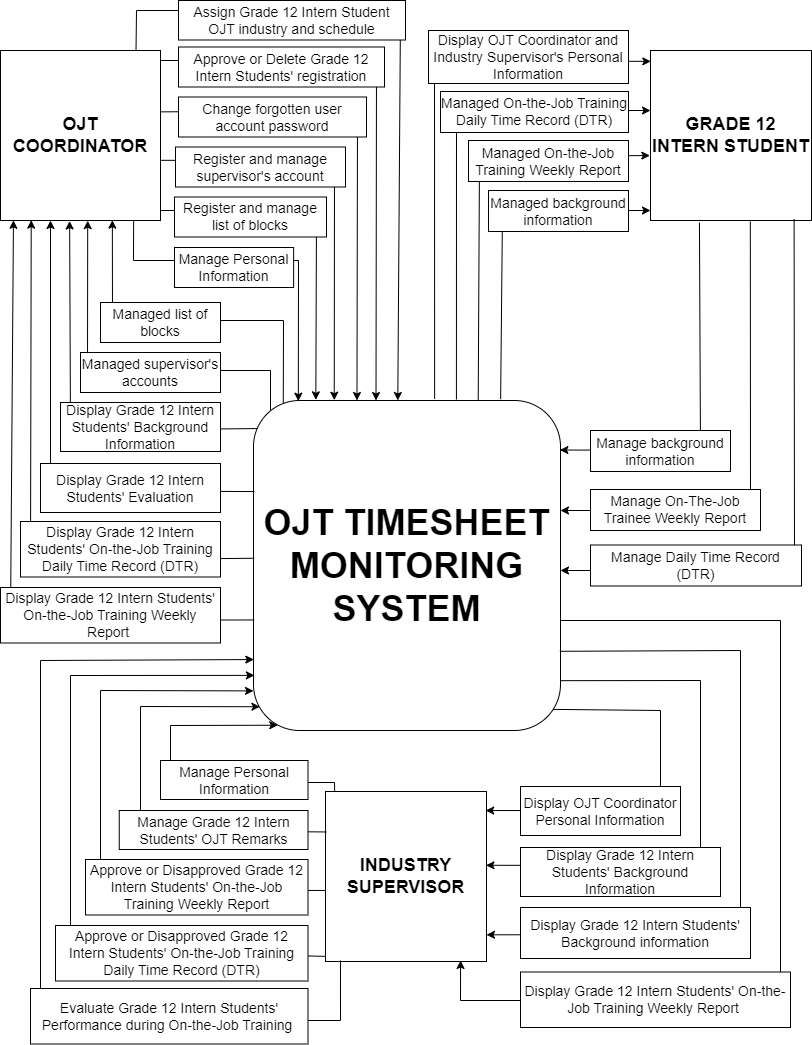 Assign Grade 12 Intern Student
OJT industry and schedule
Approve or Delete Grade 12
Intern Students' registration
Change forgotten user
account password
Register and manage
supervisor's account
Register and manage
list of blocks
Manage Personal
Information
OJT
COORDINATOR
Display OJT Coordinator and
Industry Supervisor's Personal
Information
Managed On-the-Job Training
Daily Time Record (DTR)
Managed On-the-Job
Training Weekly Report
Managed background
information
GRADE 12
INTERN STUDENT
Managed list of
blocks
Managed supervisor's
accounts
Display Grade 12 Intern
Students' Background
Information
Display Grade 12 Intern
Students' Evaluation
Display Grade 12 Intern
Students' On-the-Job Training
Daily Time Record (DTR)
Display Grade 12 Intern Students'
On-the-Job Training Weekly
Report
OJT TIMESHEET
MONITORING
SYSTEM
Manage background
information
Manage On-The-Job
Trainee Weekly Report
Manage Daily Time Record
(DTR)
Manage Personal
Information
Manage Grade 12 Intern
Students' OJT Remarks
Approve or Disapproved Grade 12
Intern Students' On-the-Job
Training Weekly Report
Approve or Disapproved Grade 12
Intern Students' On-the-Job Training
Daily Time Record (DTR)
Evaluate Grade 12 Intern Students'
Performance during On-the-Job Training
INDUSTRY
SUPERVISOR
Display OJT Coordinator
Personal Information
Display Grade 12 Intern
Students' Background
Information
Display Grade 12 Intern Students'
Background information
Display Grade 12 Intern Students' On-the-
Job Training Weekly Report